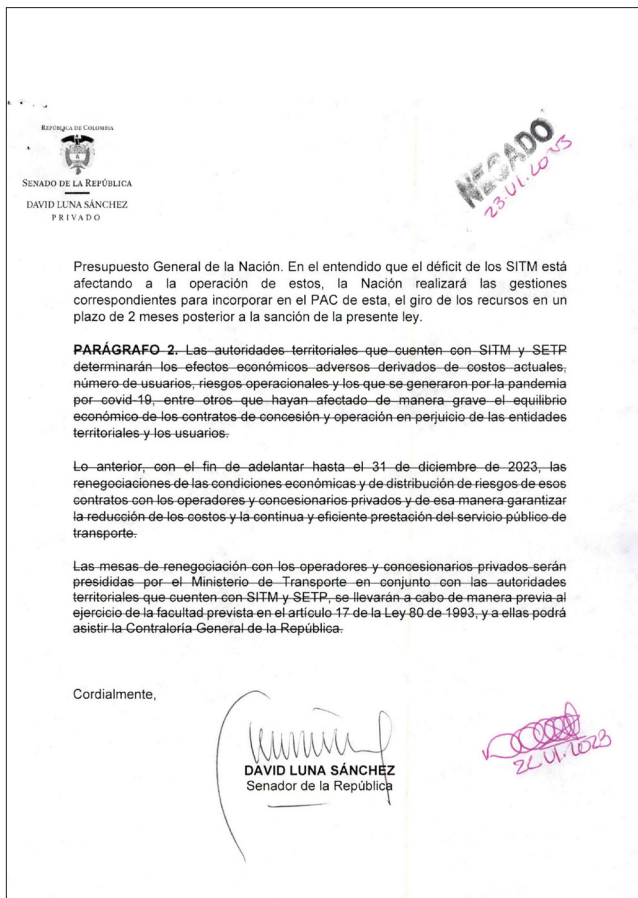 REPÚBLICA DE COLOMBIA
SENADO DE LA REPÚBLICA
DAVID LUNA SÁNCHEZ
PRIVADO
NEGADO
23.VI.2023
Presupuesto General de la Nación. En el entendido que el déficit de los SITM está
afectando a la operación de estos, la Nación realizará las gestiones
correspondientes para incorporar en el PAC de esta, el giro de los recursos en un
plazo de 2 meses posterior a la sanción de la presente ley.
PARÁGRAFO 2. Las autoridades territoriales que cuenten con SITM y SETP
determinarán los efectos económicos adversos derivados de costos actuales,
número de usuarios, riesgos operacionales y los que se generaron por la pandemia
por covid-19, entre otros que hayan afectado de manera grave el equilibrio
económico de los contratos de concesión y operación en perjuicio de las entidades
territoriales y los usuarios.
Lo anterior, con el fin de adelantar hasta el 31 de diciembre de 2023, las
renegociaciones de las condiciones económicas y de distribución de riesgos de esos
contratos con los operadores y concesionarios privados y de esa manera garantizar
la reducción de los costos y la continua y eficiente prestación del servicio público de
transporte.
Las mesas de renegociación con los operadores y concesionarios privados serán
presididas por el Ministerio de Transporte en conjunto con las autoridades
territoriales que cuenten con SITM y SETP, se llevarán a cabo de manera previa al
ejercicio de la facultad prevista en el artículo 17 de la Ley 80 de 1993, y a ellas podrá
asistir la Contraloría General de la República.
Cordialmente,
DAVID LUNA SÁNCHEZ
Senador de la República